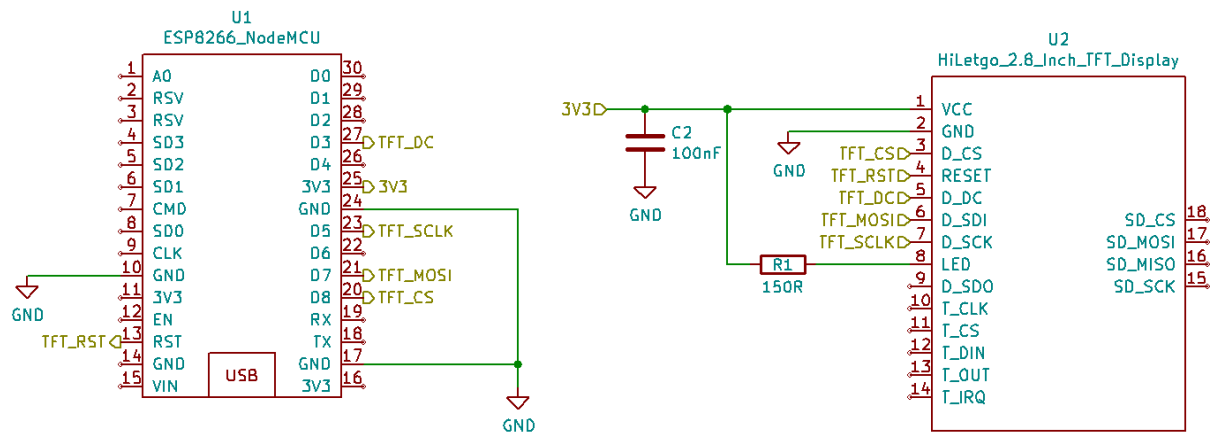 U1
ESP8266_NodeMCU
1 A0 D0 30
2 RSV D1 29
3 RSV D2 28
4 SD3 D3 27 TFT_DC
5 SD2 D4 26
6 SD1 3V3 25 3V3
7 CMD GND 24
8 SD0 D5 23 TFT_SCLK
9 CLK D6 22
10 GND D7 21 TFT_MOSI
11 3V3 D8 20 TFT_CS
GND
12 EN RX 19
TFT_RST 13 RST TX 18
14 GND GND 17
15 VIN USB 3V3 16
GND
U2
HiLetgo_2.8_Inch_TFT_Display
3V3 1 VCC
2 GND
C2
100nF
GND
GND
TFT_CS 3 D_CS
TFT_RST 4 RESET
TFT_DC 5 D_DC
TFT_MOSI 6 D_SDI SD_CS 18
TFT_SCLK 7 D_SCK SD_MOSI 17
R1 8 LED SD_MISO 16
150R 9 D_SDO SD_SCK 15
10 T_CLK
11 T_CS
12 T_DIN
13 T_OUT
14 T_IRQ